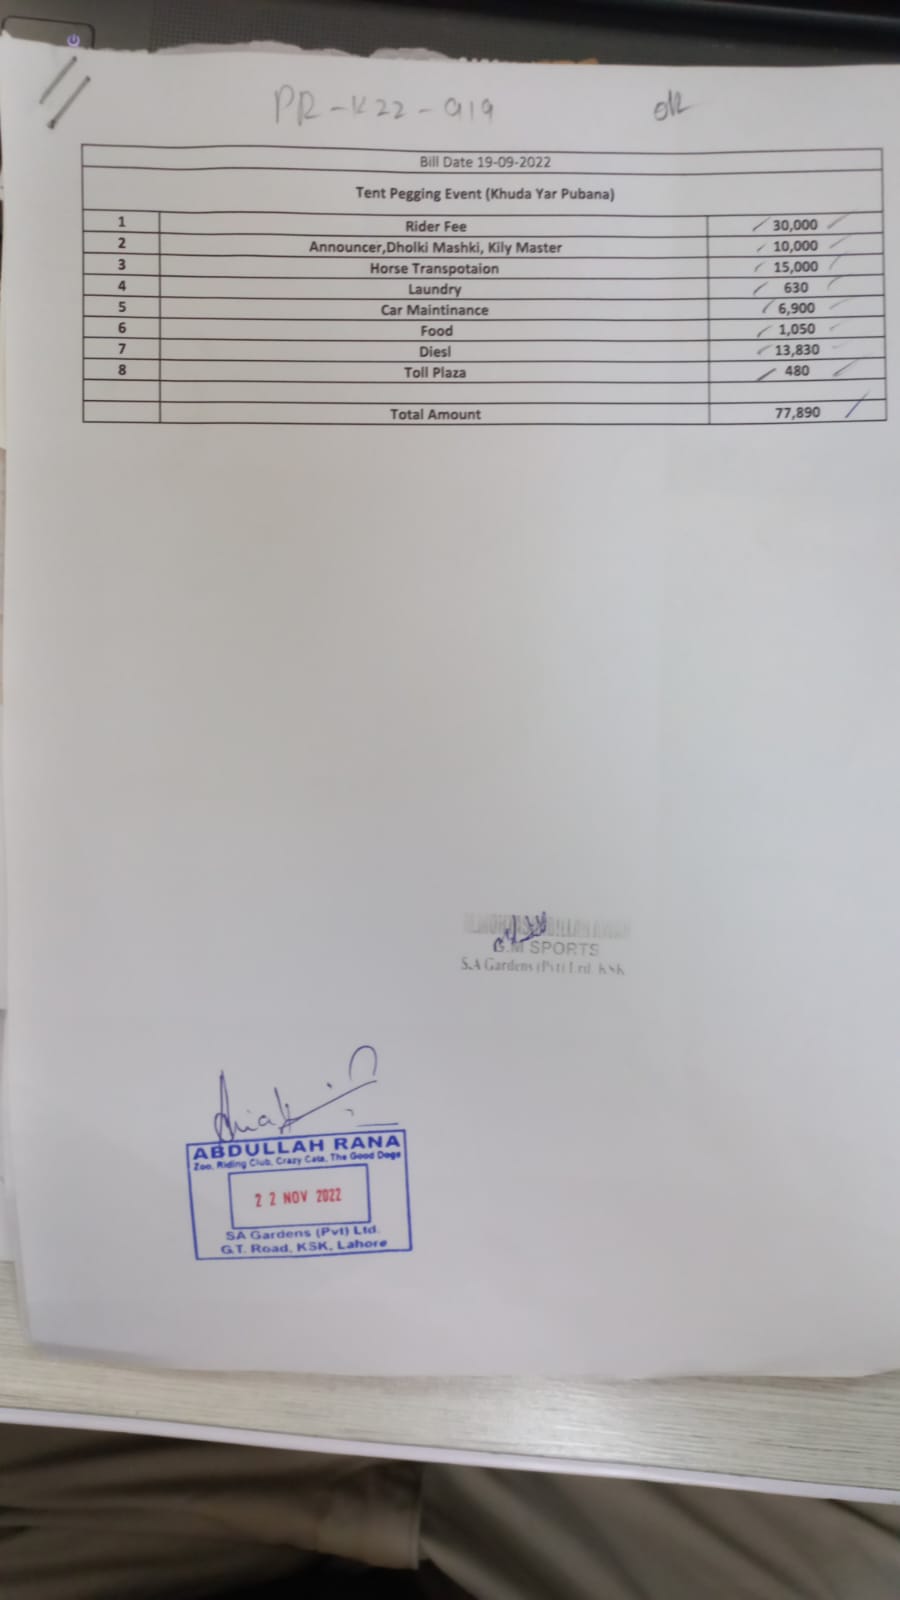 PR-K22-919
ok
Bill Date 19-09-2022
Tent Pegging Event (Khuda Yar Pubana)
1 Rider Fee 30,000
2 Announcer,Dholki Mashki, Kily Master 10,000
3 Horse Transpotaion 15,000
4 Laundry 630
5 Car Maintinance 6,900
6 Food 1,050
7 Diesl 13,830
8 Toll Plaza 480
Total Amount 77,890
G.M SPORTS
S.A Gardens (Pvt) Ltd. KSK
ABDULLAH RANA
Zoo, Riding Club, Crazy Cats, The Good Dogs
22 NOV 2022
SA Gardens (Pvt) Ltd.
G.T. Road, KSK, Lahore